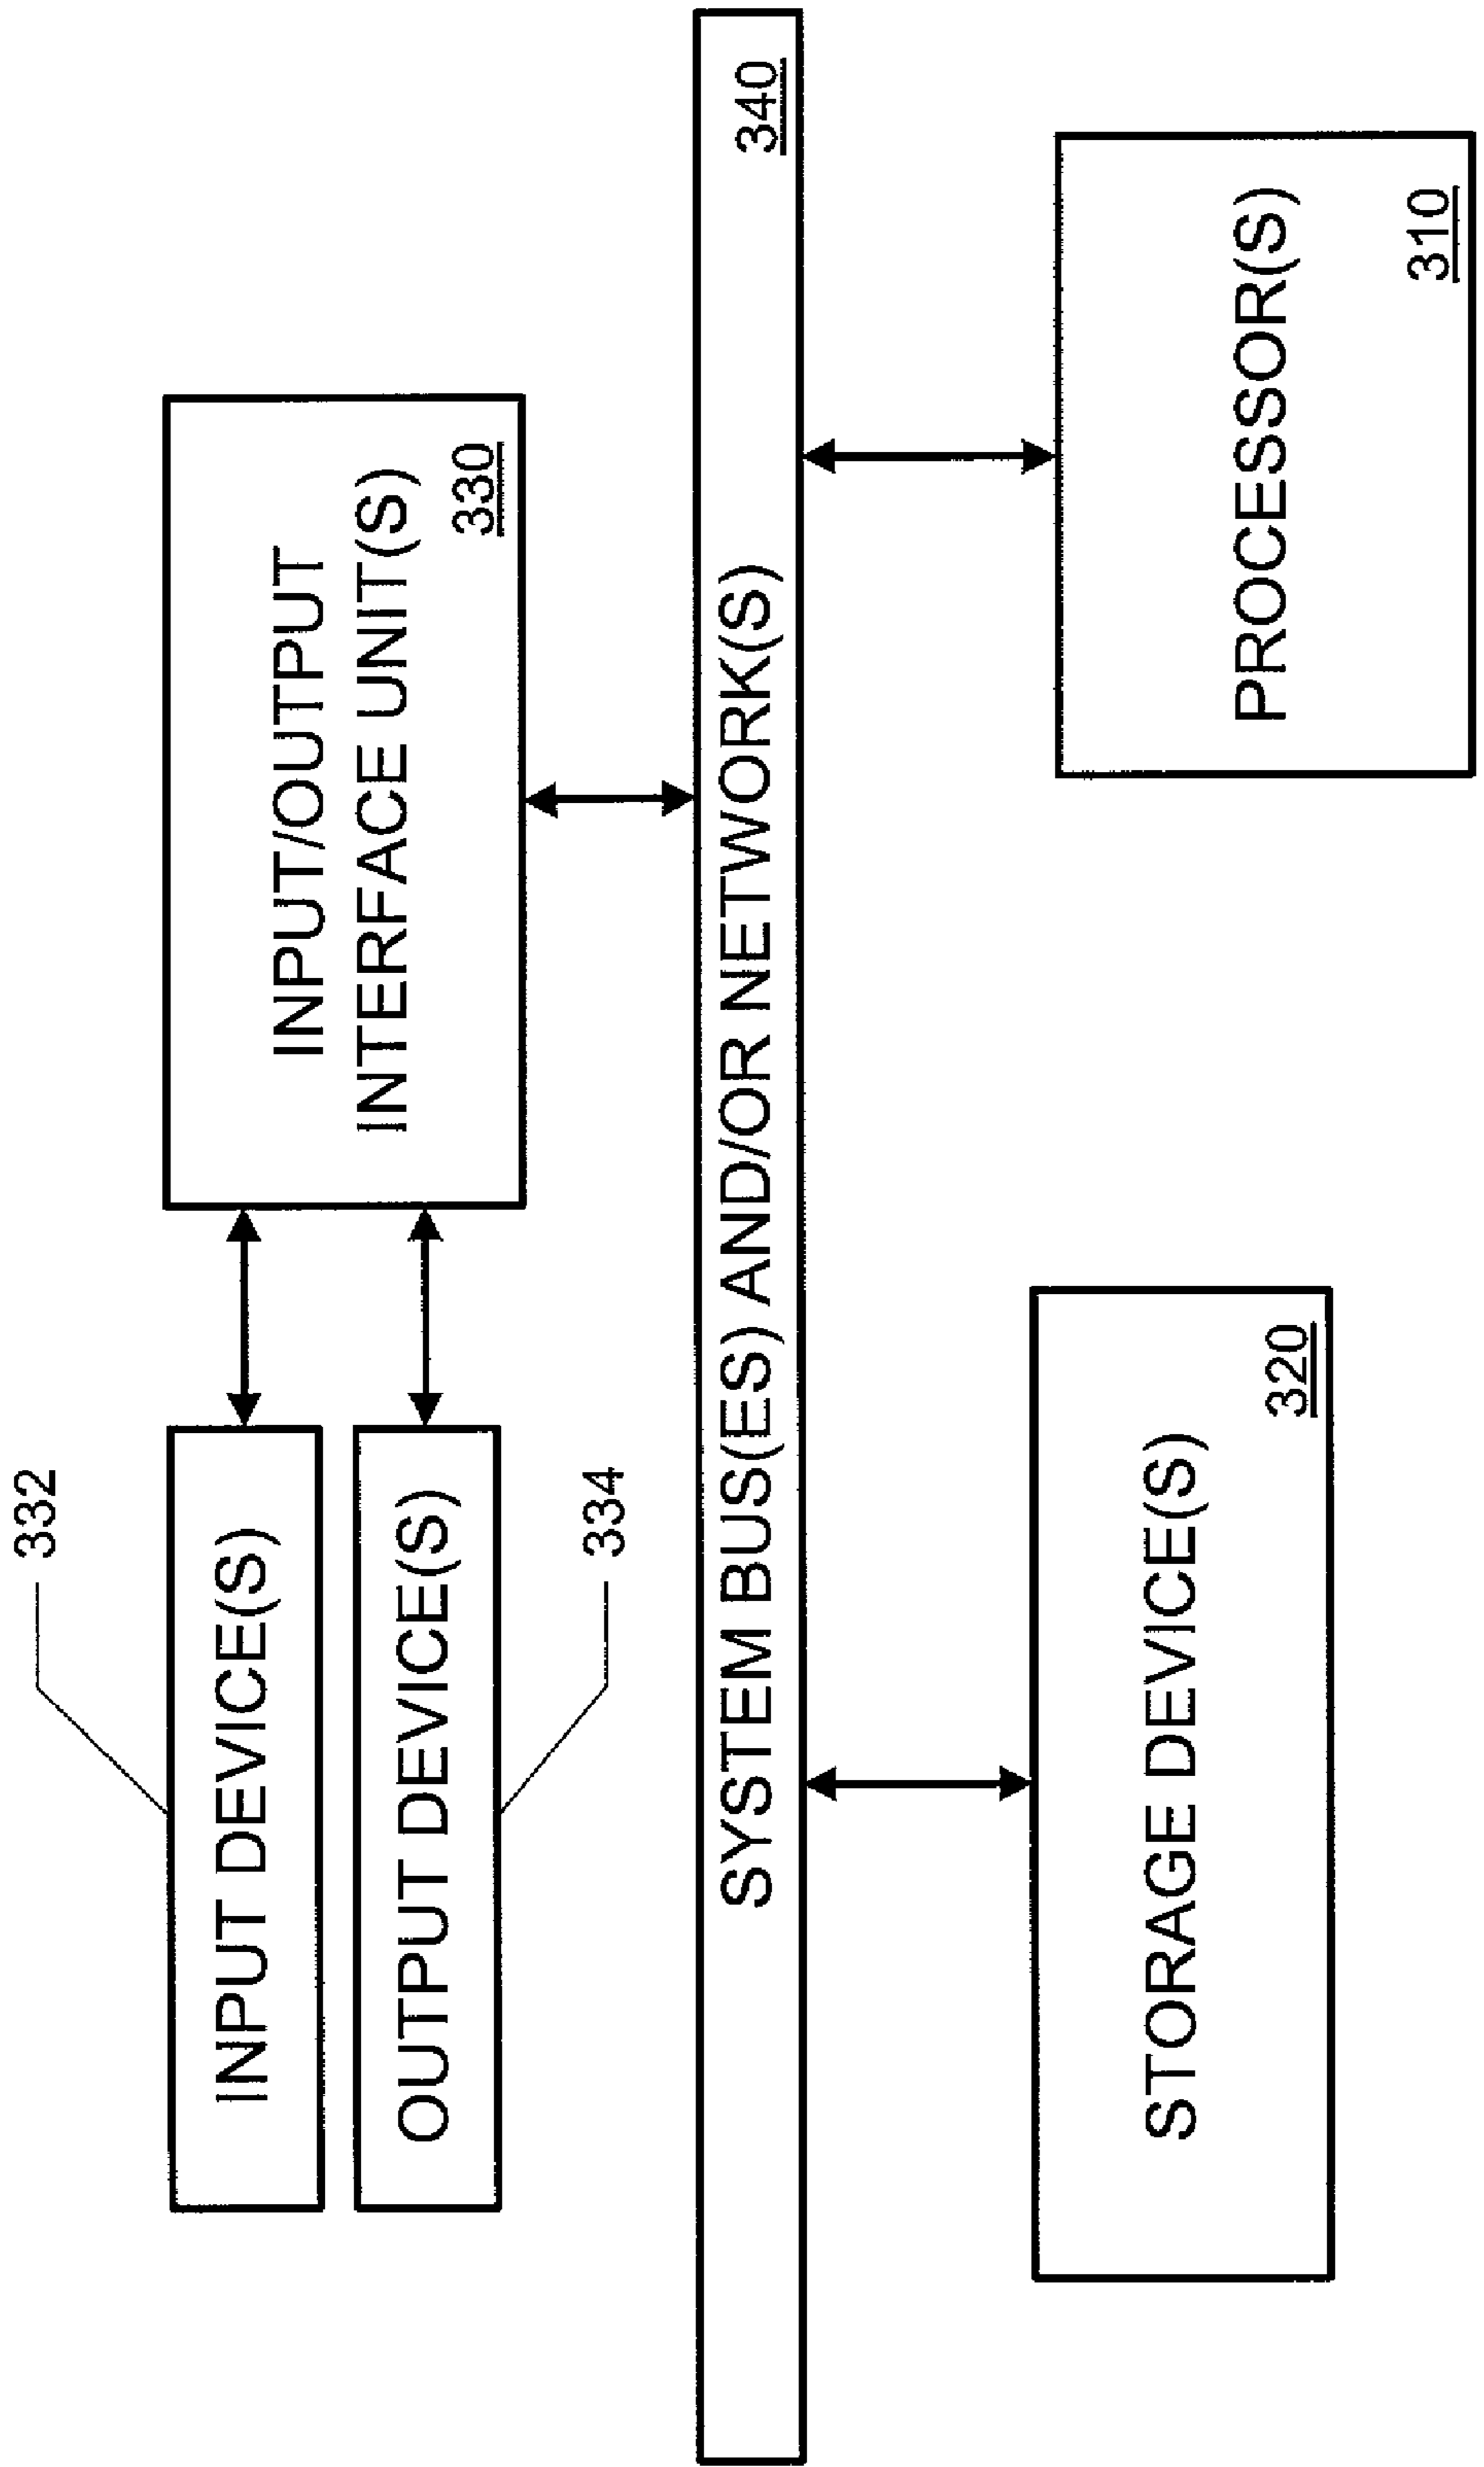 332
INPUT DEVICE(S)
OUTPUT DEVICE(S)
334
INPUT/OUTPUT
INTERFACE UNIT(S)
330
SYSTEM BUS(ES) AND/OR NETWORK(S)
340
STORAGE DEVICE(S)
320
PROCESSOR(S)
310